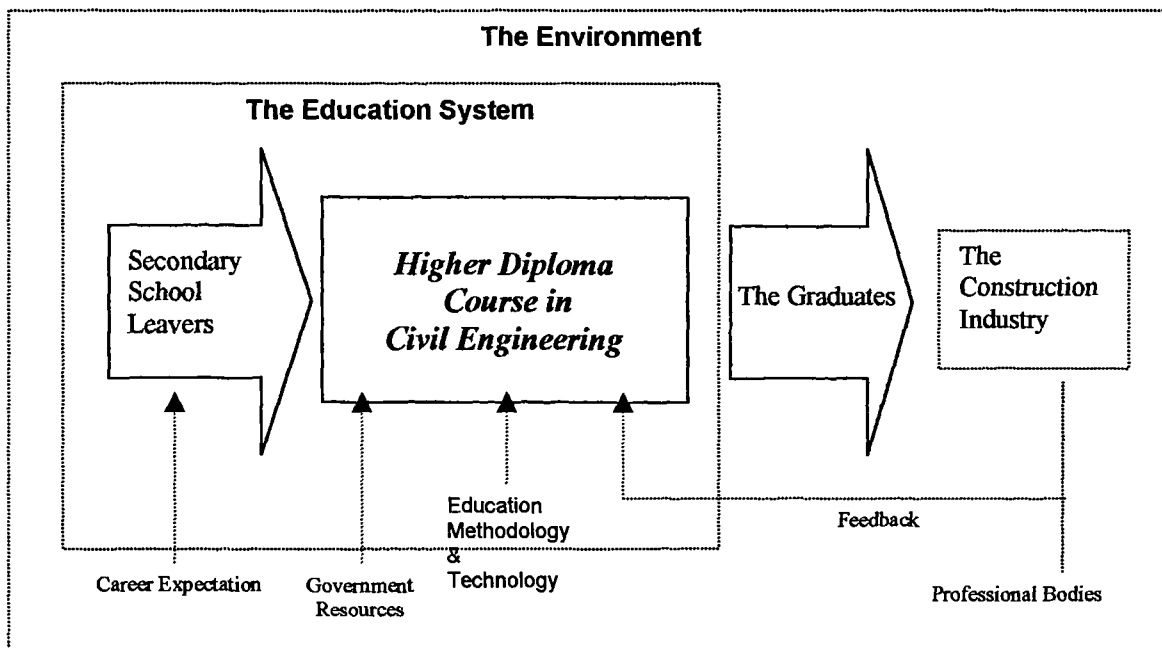 The Environment
The Education System
Secondary
School
Leavers
Higher Diploma
Course in
Civil Engineering
The Graduates
The
Construction
Industry
Education
Methodology
&
Technology
Feedback
Career Expectation
Government
Resources
Professional Bodies